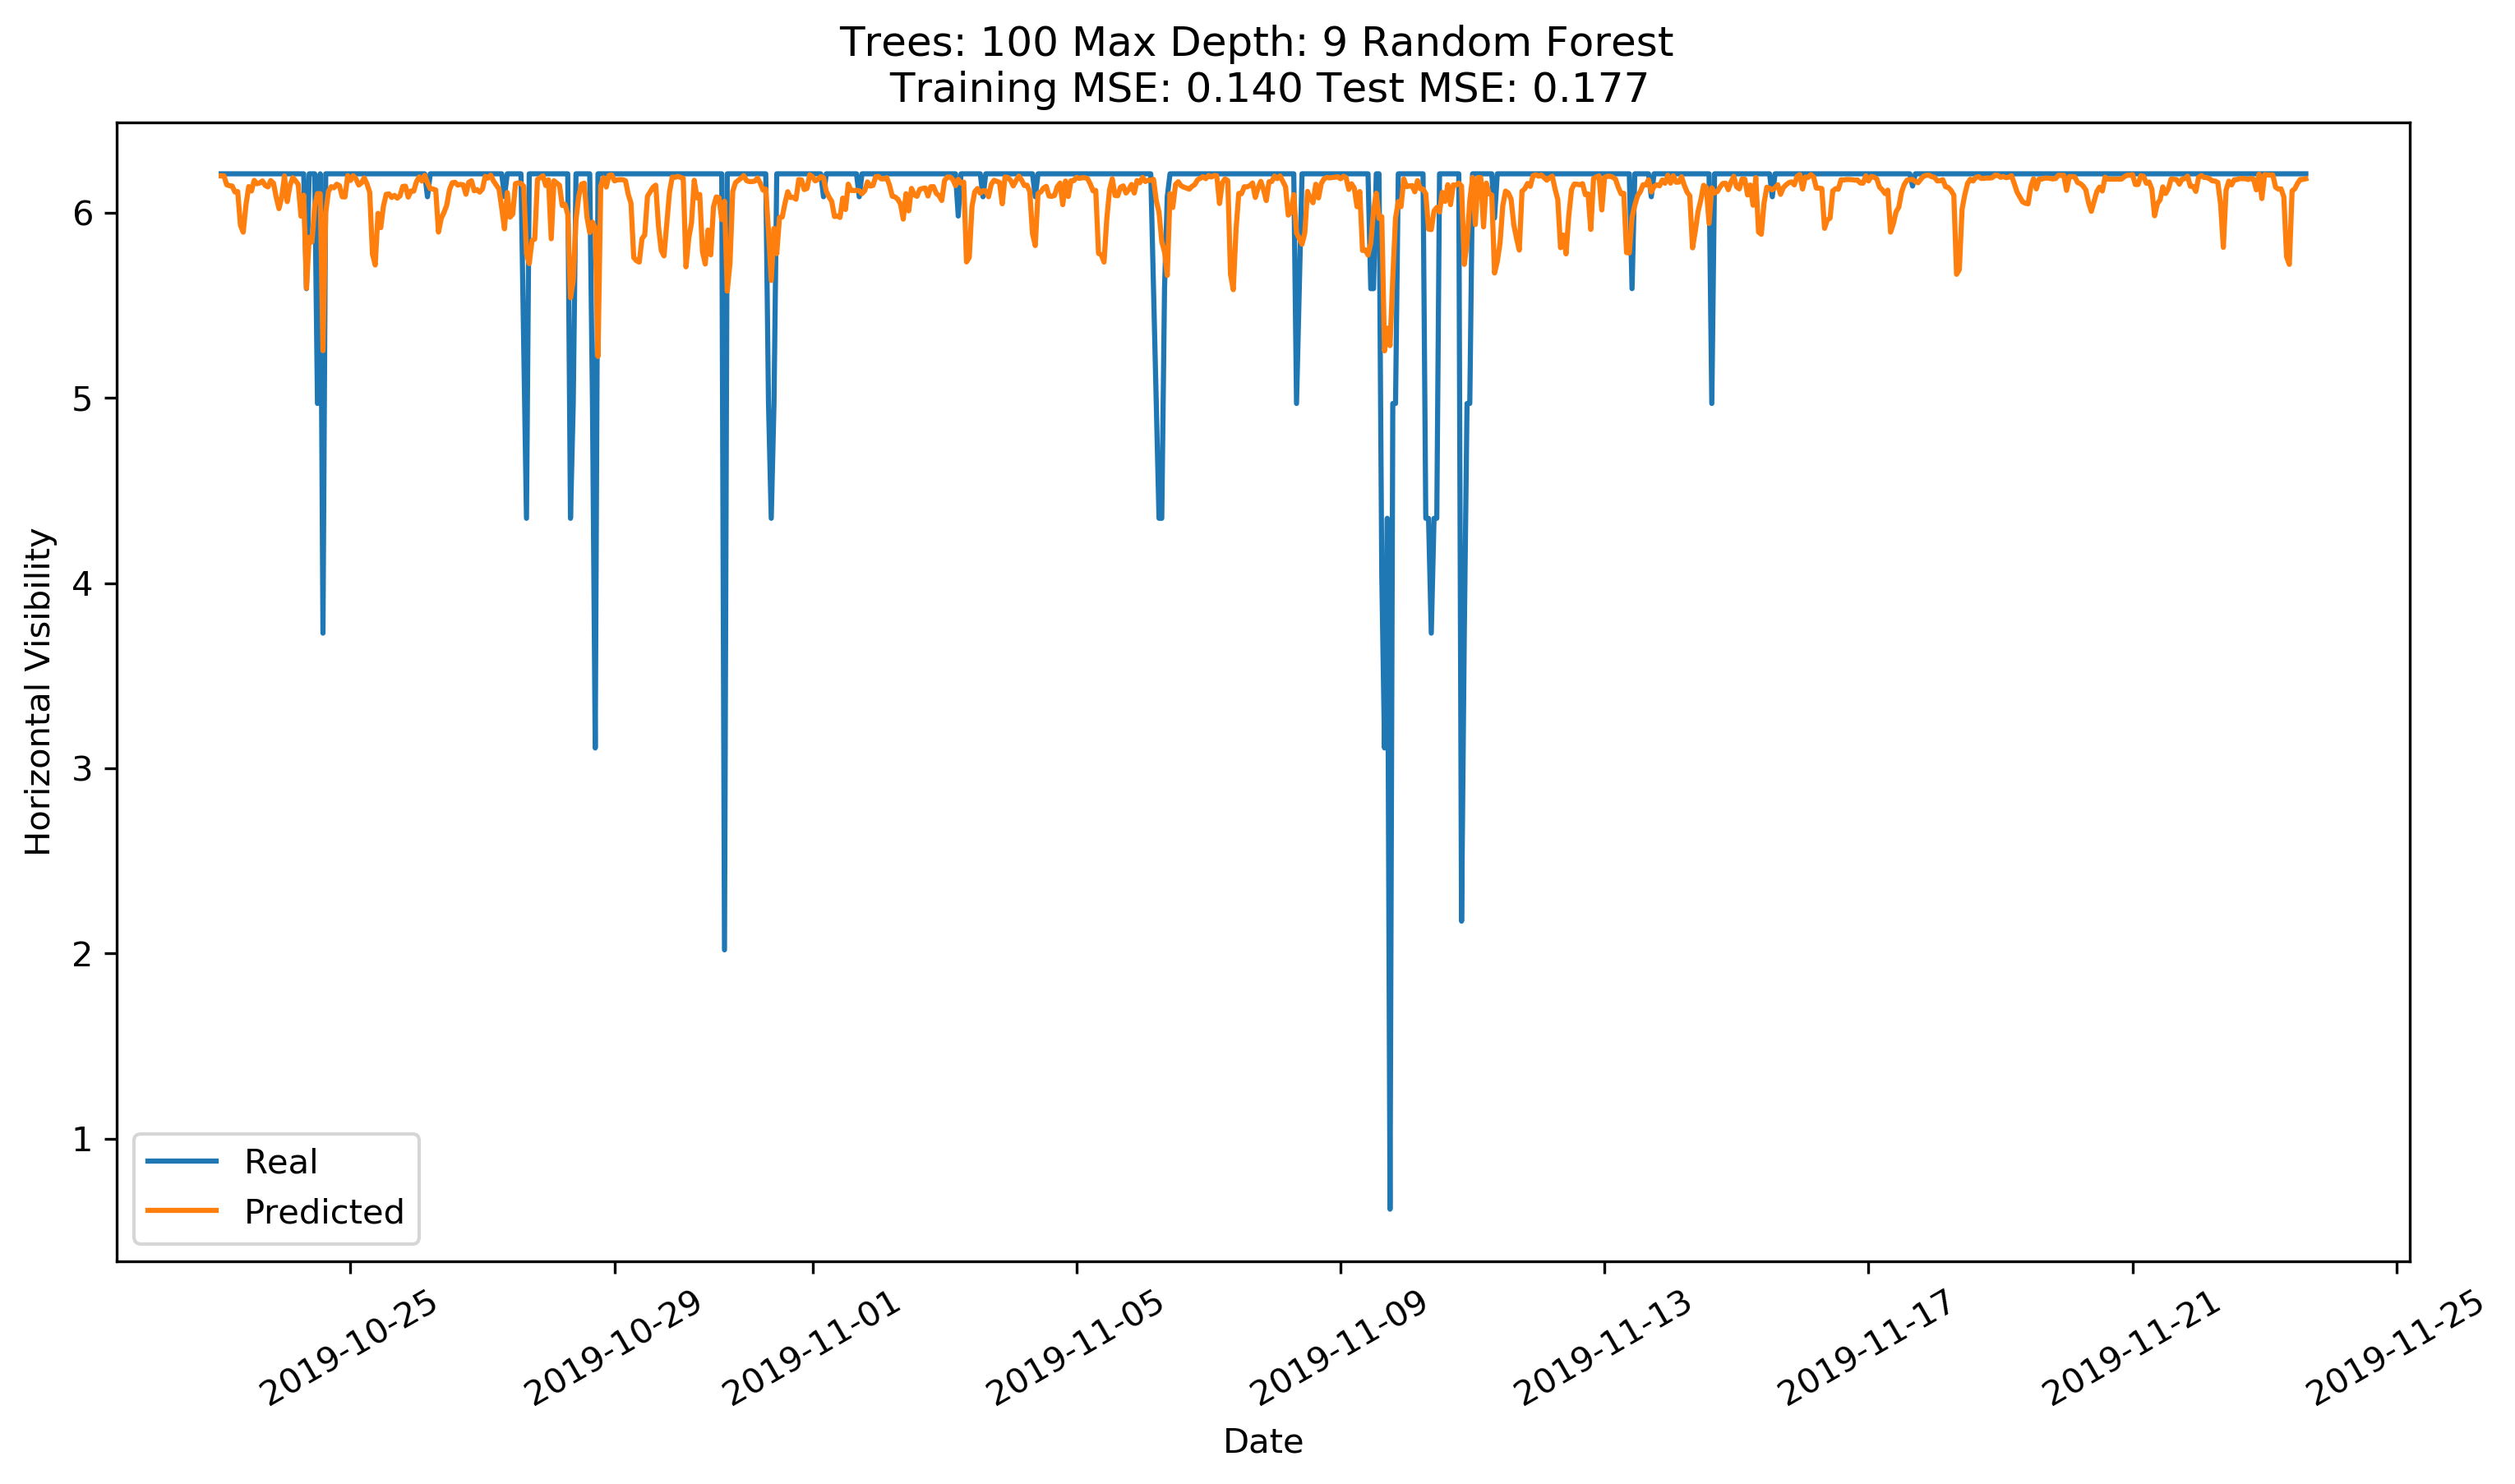 Trees: 100 Max Depth: 9 Random Forest
Training MSE: 0.140 Test MSE: 0.177
Horizontal Visibility
6
5
4
3
2
1
Real
Predicted
2019-10-25
2019-10-29
2019-11-01
2019-11-05
2019-11-09
2019-11-13
2019-11-17
2019-11-21
2019-11-25
Date